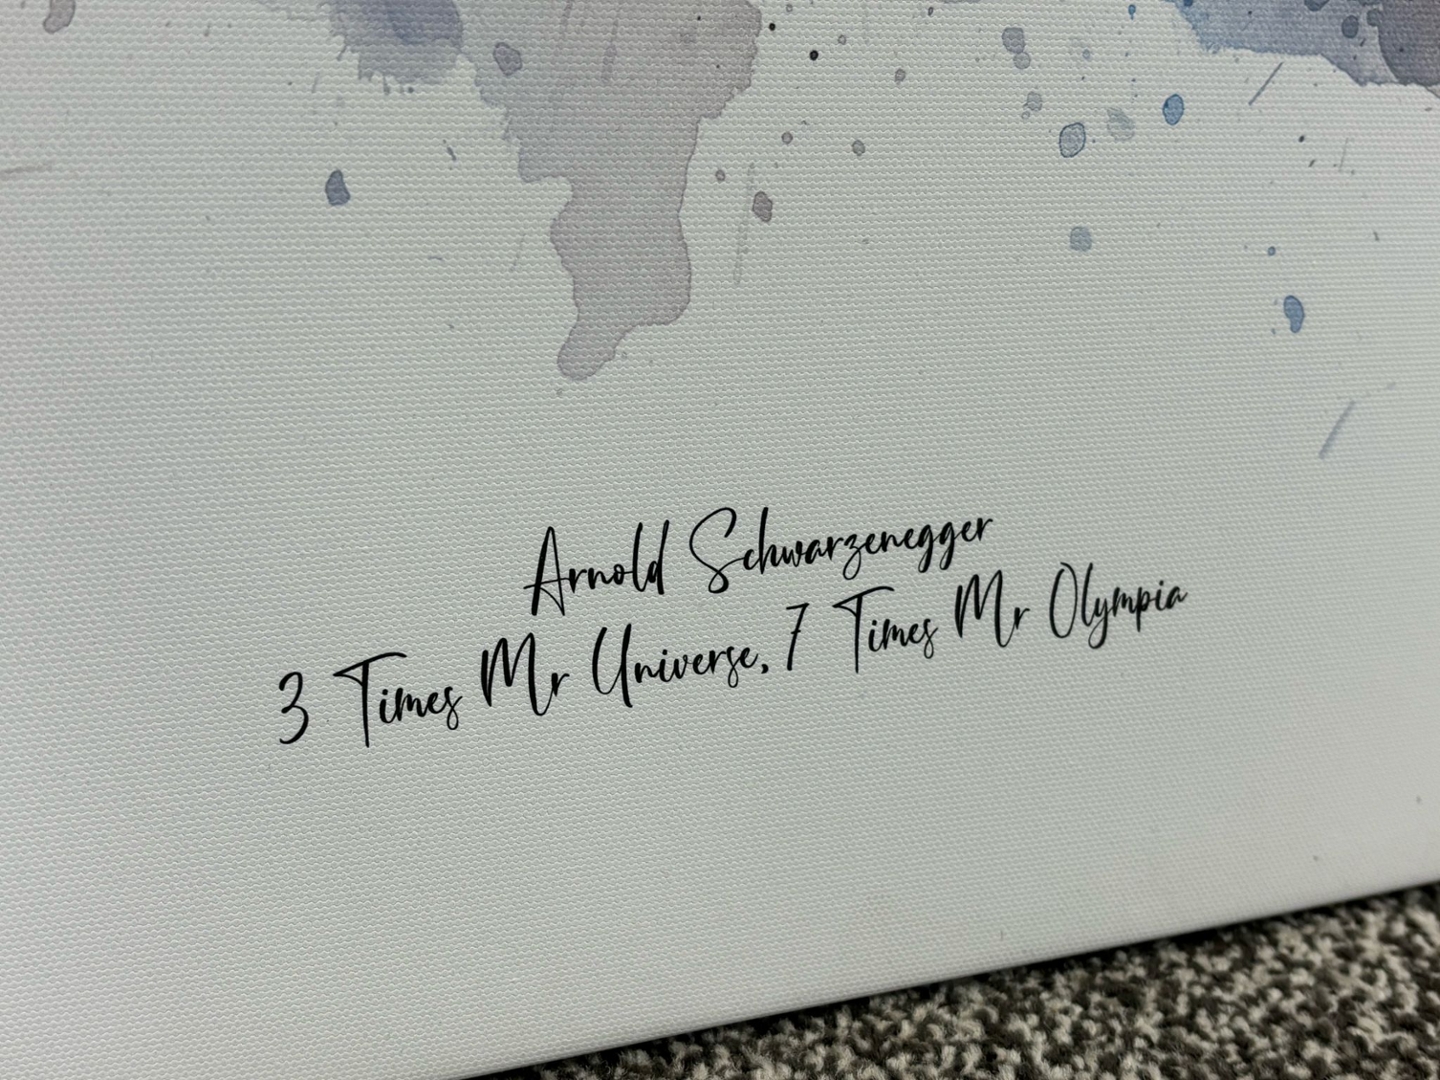 Arnold Schwarzenegger
3 Times Mr Universe, 7 Times Mr Olympia